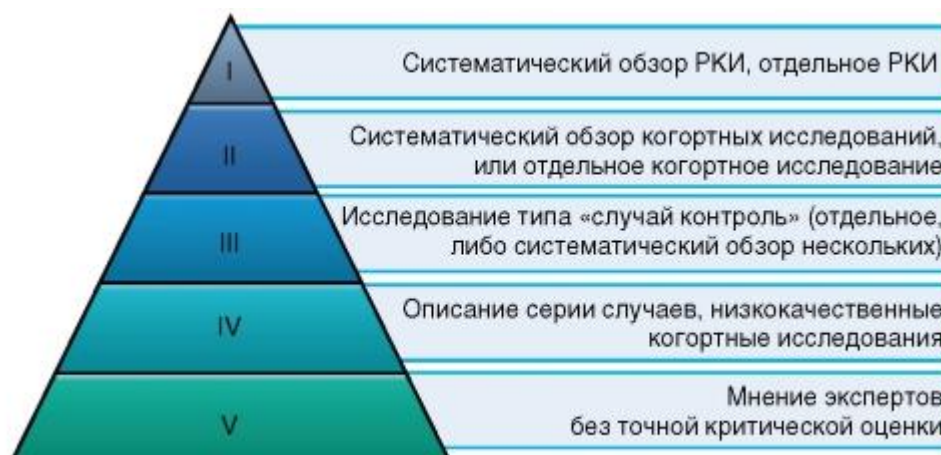 I
Систематический обзор РКИ, отдельное РКИ
II
Систематический обзор когортных исследований,
или отдельное когортное исследование
III
Исследование типа «случай контроль» (отдельное,
либо систематический обзор нескольких)
IV
Описание серии случаев, низкокачественные
когортные исследования
V
Мнение экспертов
без точной критической оценки